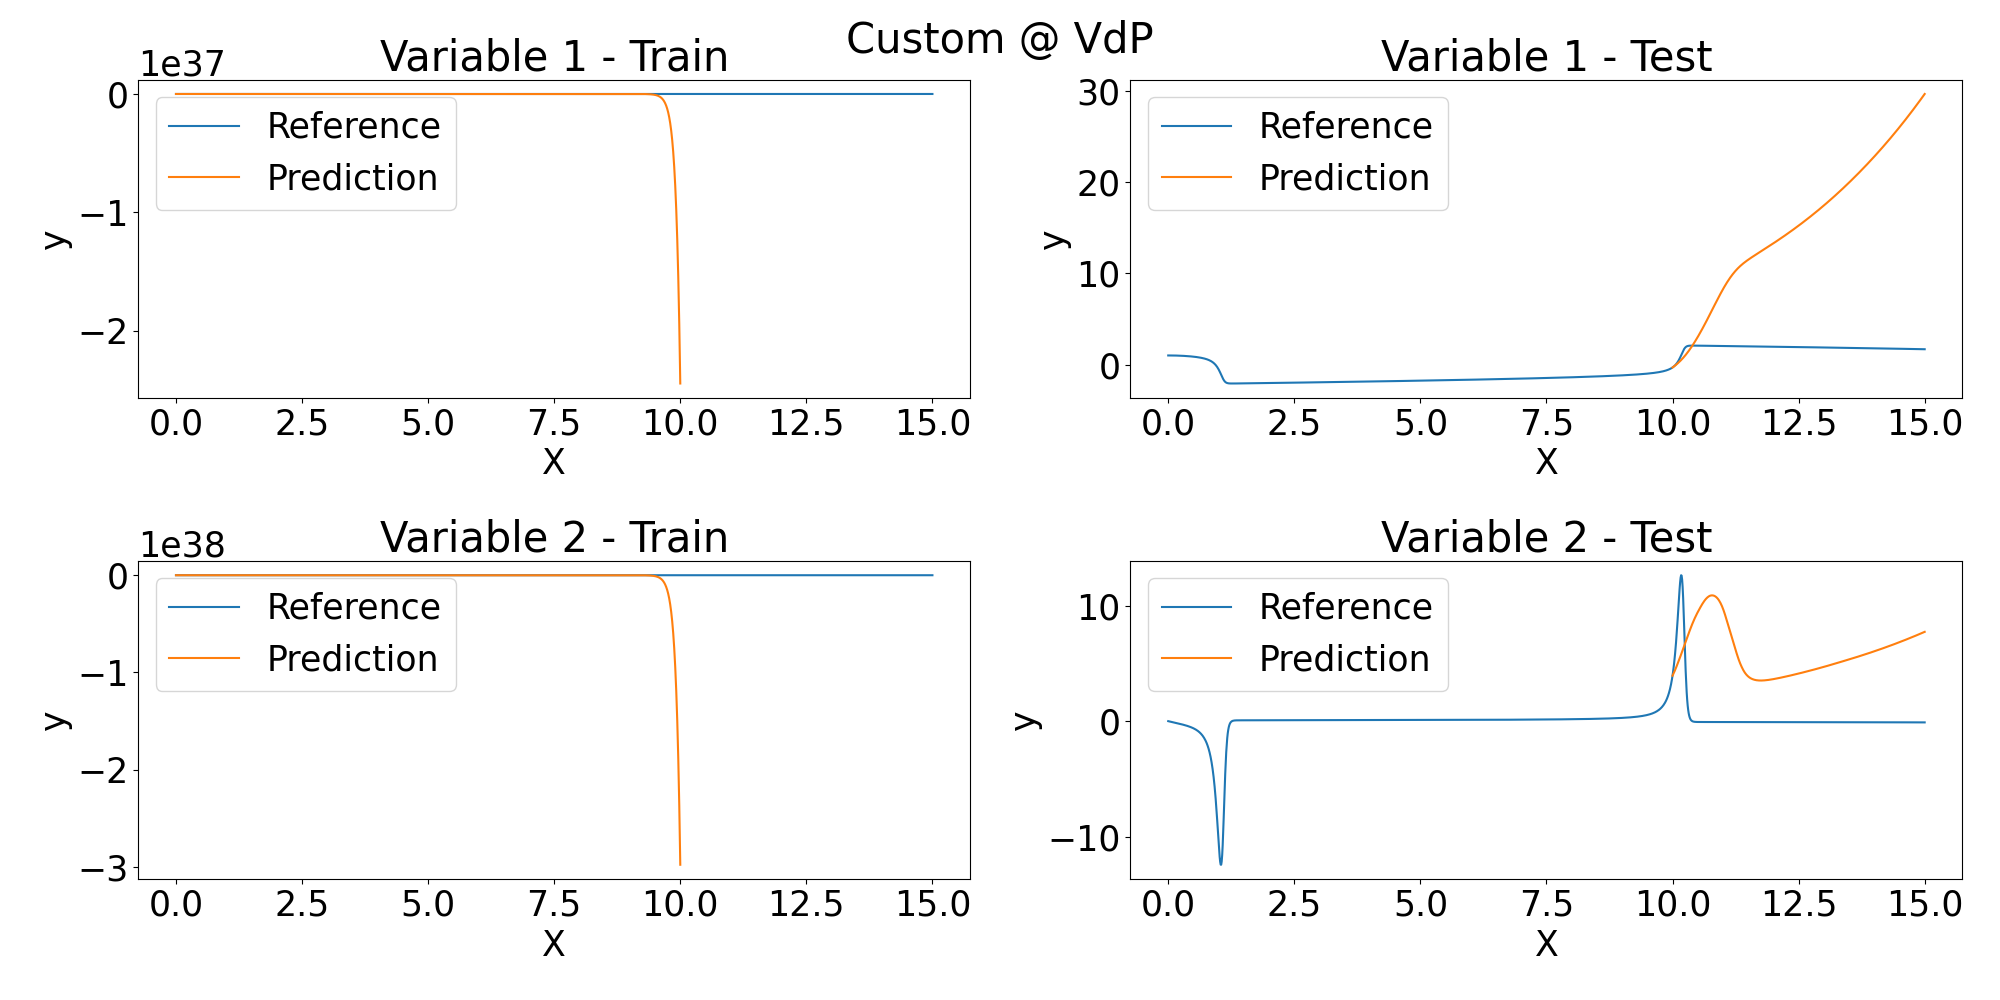 Custom @ VdP
Variable 1 - Train
1e37
0
−1
−2
y
Reference
Prediction
0.0 2.5 5.0 7.5 10.0 12.5 15.0
X
Variable 1 - Test
30
20
10
0
y
Reference
Prediction
0.0 2.5 5.0 7.5 10.0 12.5 15.0
X
Variable 2 - Train
1e38
0
−1
−2
−3
y
Reference
Prediction
0.0 2.5 5.0 7.5 10.0 12.5 15.0
X
Variable 2 - Test
10
0
−10
y
Reference
Prediction
0.0 2.5 5.0 7.5 10.0 12.5 15.0
X